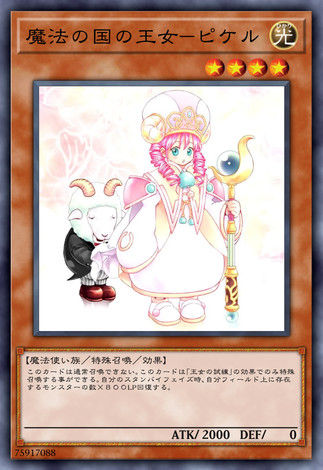 魔法の国の王女−ピケル
光
【魔法使い族／特殊召喚／効果】
このカードは通常召喚できない。このカードは「王女の試練」の効果でのみ特殊
召喚する事ができる。自分のスタンバイフェイズ時、自分フィールド上に存在
するモンスターの数×８００ＬＰ回復する。
ATK/ 2000 DEF/ 0
75917088